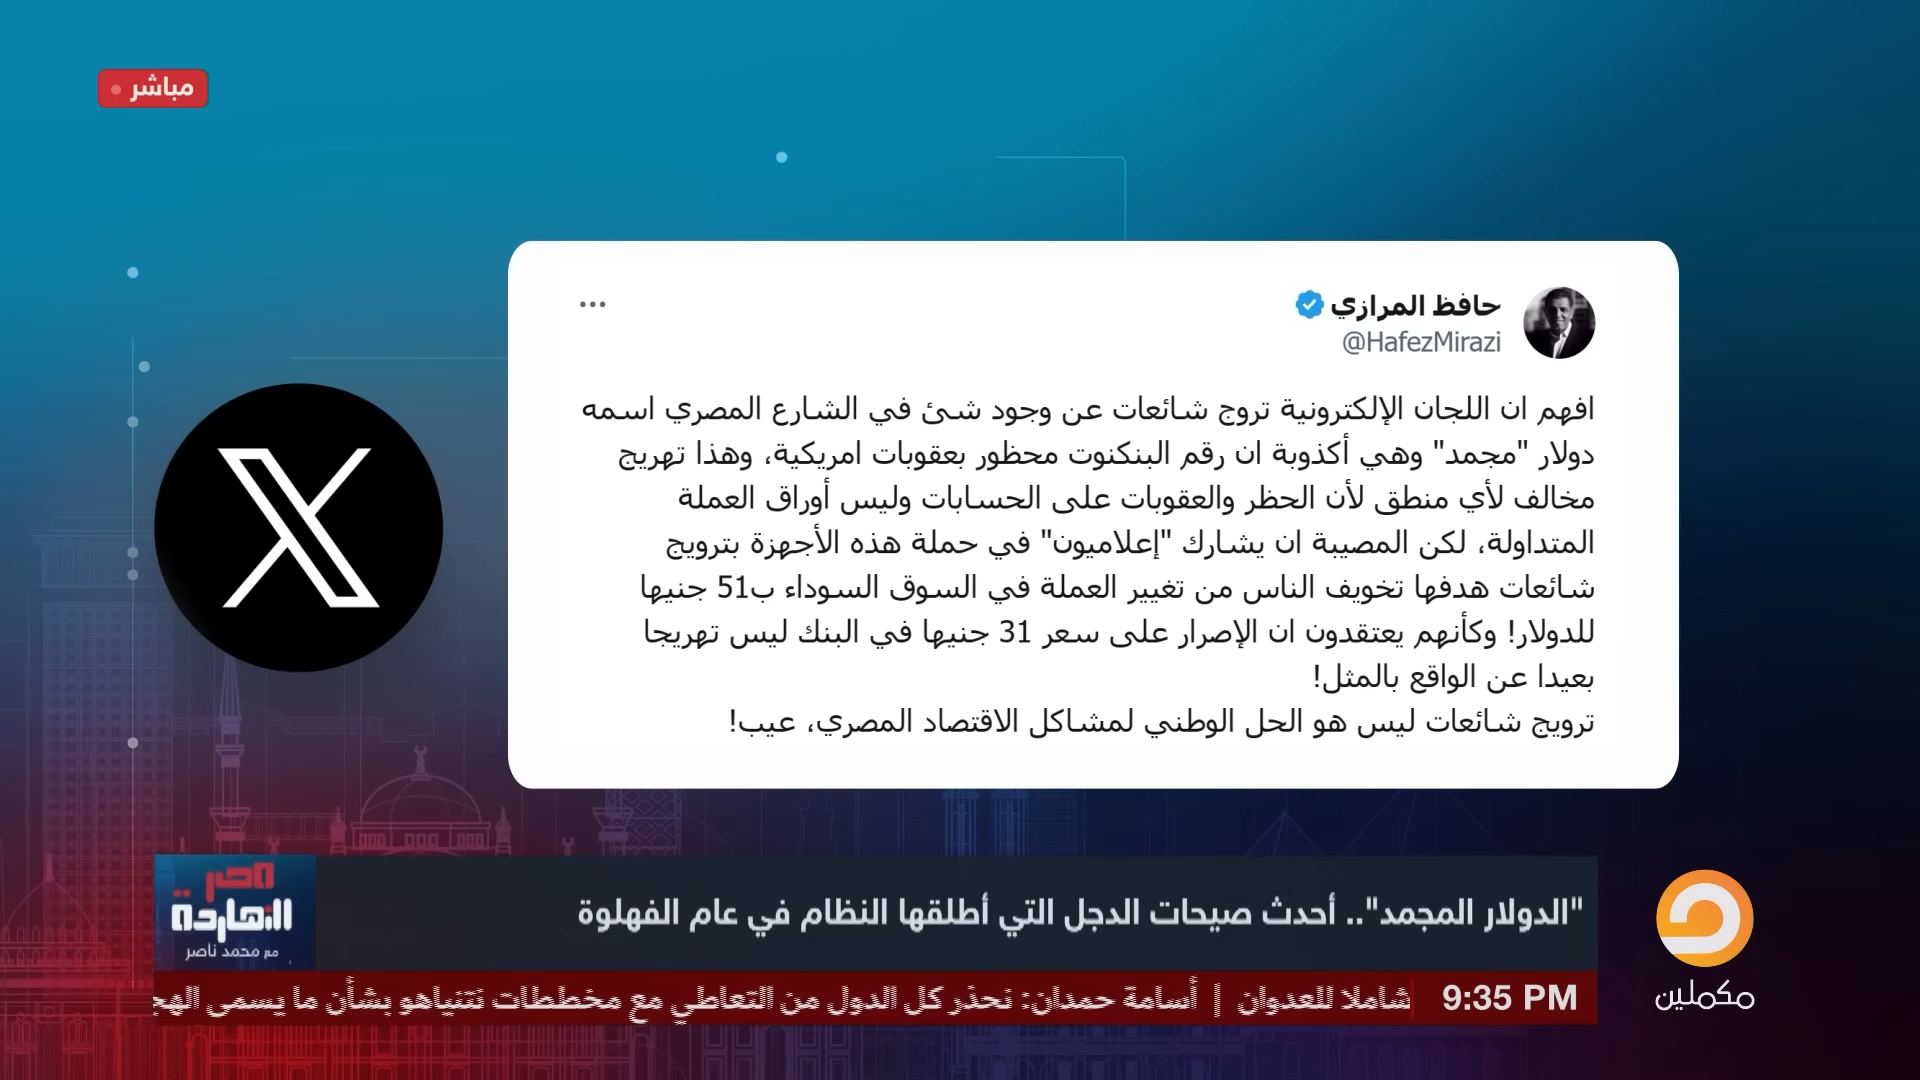 مباشر
حافظ المرازي
@HafezMirazi
افهم ان اللجان الإلكترونية تروج شائعات عن وجود شئ في الشارع المصري اسمه
دولار "مجمد" وهي أكذوبة ان رقم البنكنوت محظور بعقوبات امريكية، وهذا تهريج
مخالف لأي منطق لأن الحظر والعقوبات على الحسابات وليس أوراق العملة
المتداولة، لكن المصيبة ان يشارك "إعلاميون" في حملة هذه الأجهزة بترويج
شائعات هدفها تخويف الناس من تغيير العملة في السوق السوداء ب51 جنيها
للدولار! وكأنهم يعتقدون ان الإصرار على سعر 31 جنيها في البنك ليس تهريجا
بعيدا عن الواقع بالمثل!
ترويج شائعات ليس هو الحل الوطني لمشاكل الاقتصاد المصري، عيب!
مصر
النهاردة
مع محمد ناصر
"الدولار المجمد".. أحدث صيحات الدجل التي أطلقها النظام في عام الفهلوة
9:35 PM
شاملا للعدوان | أسامة حمدان: نحذر كل الدول من التعاطي مع مخططات نتنياهو بشأن ما يسمى
مكملين